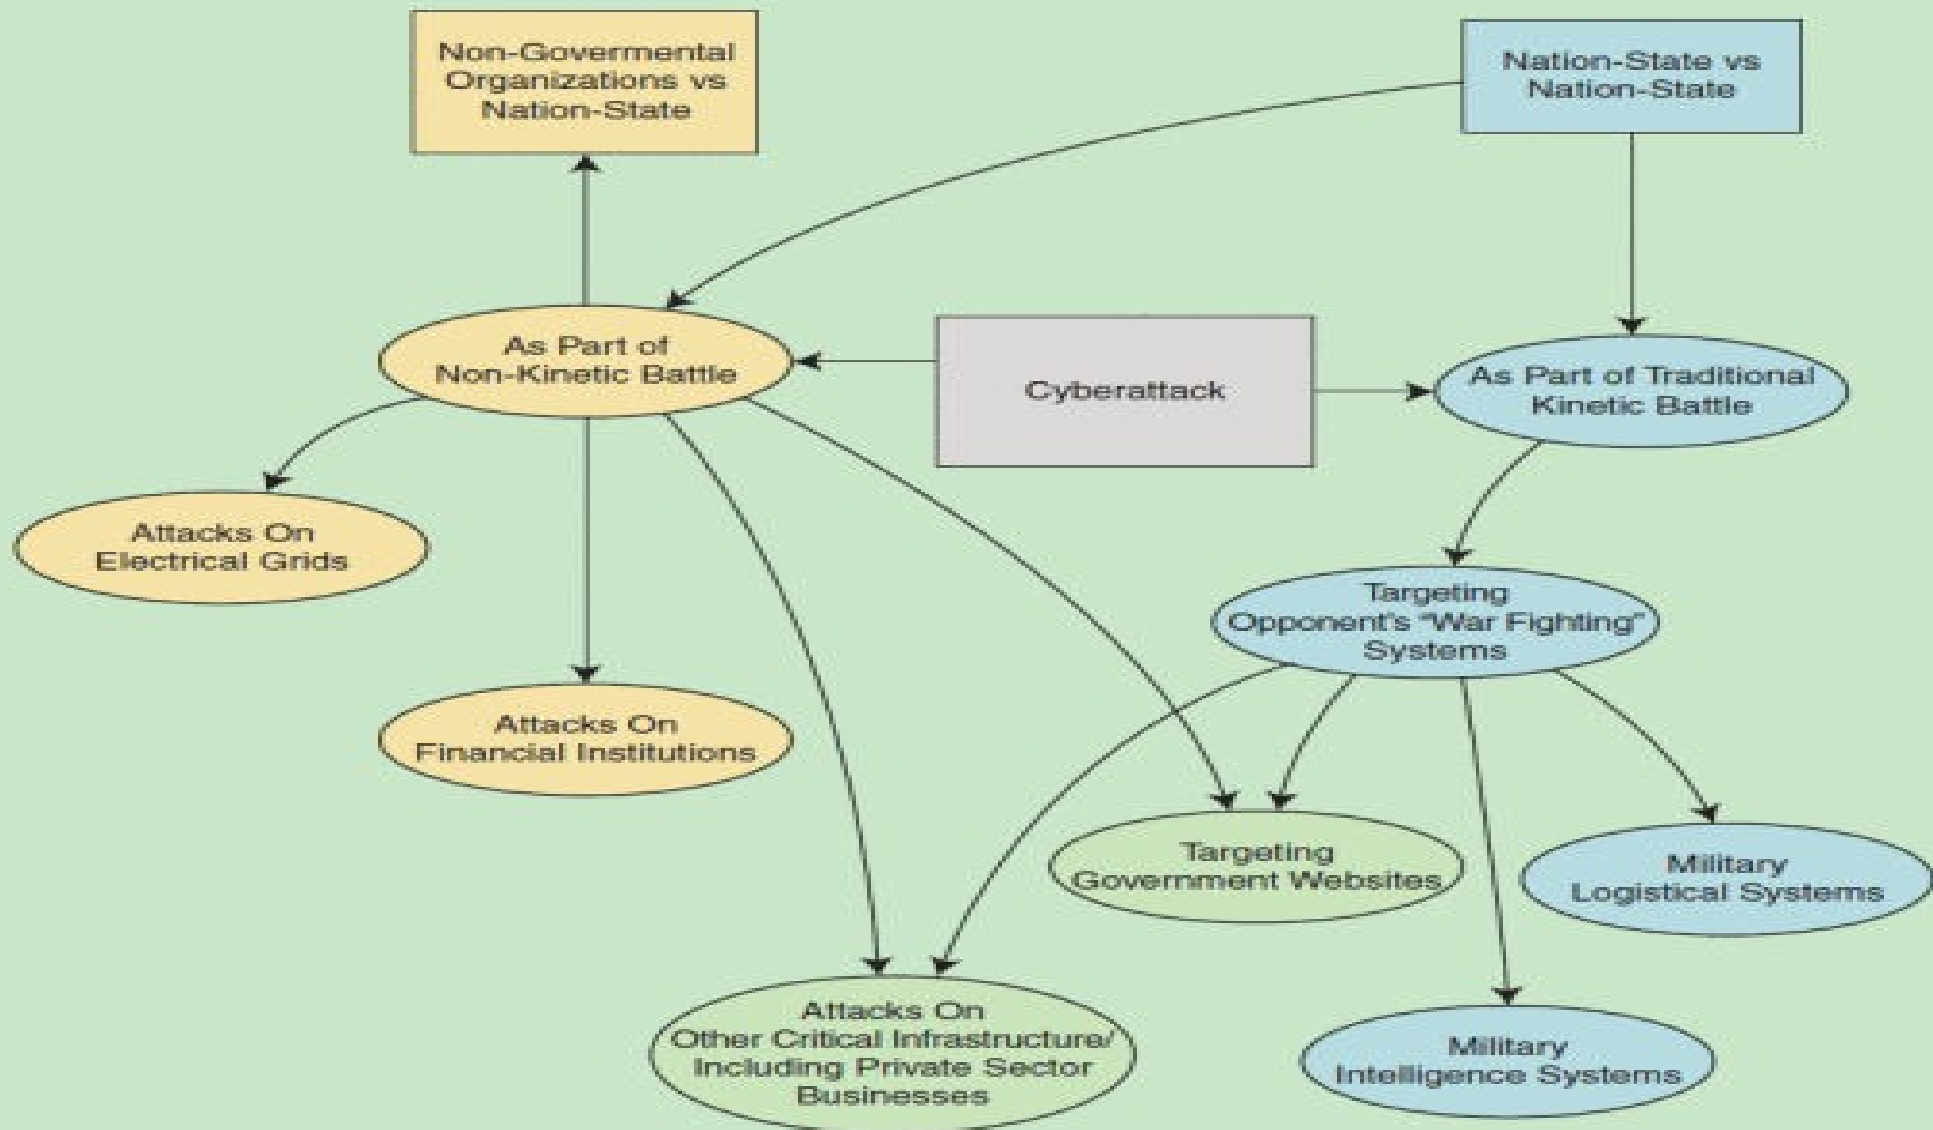 Non-Govermental
Organizations vs
Nation-State
Nation-State vs
Nation-State
As Part of
Non-Kinetic Battle
Cyberattack
As Part of Traditional
Kinetic Battle
Attacks On
Electrical Grids
Targeting
Opponent's "War Fighting"
Systems
Attacks On
Financial Institutions
Targeting
Government Websites
Military
Logistical Systems
Attacks On
Other Critical Infrastructure/
Including Private Sector
Businesses
Military
Intelligence Systems